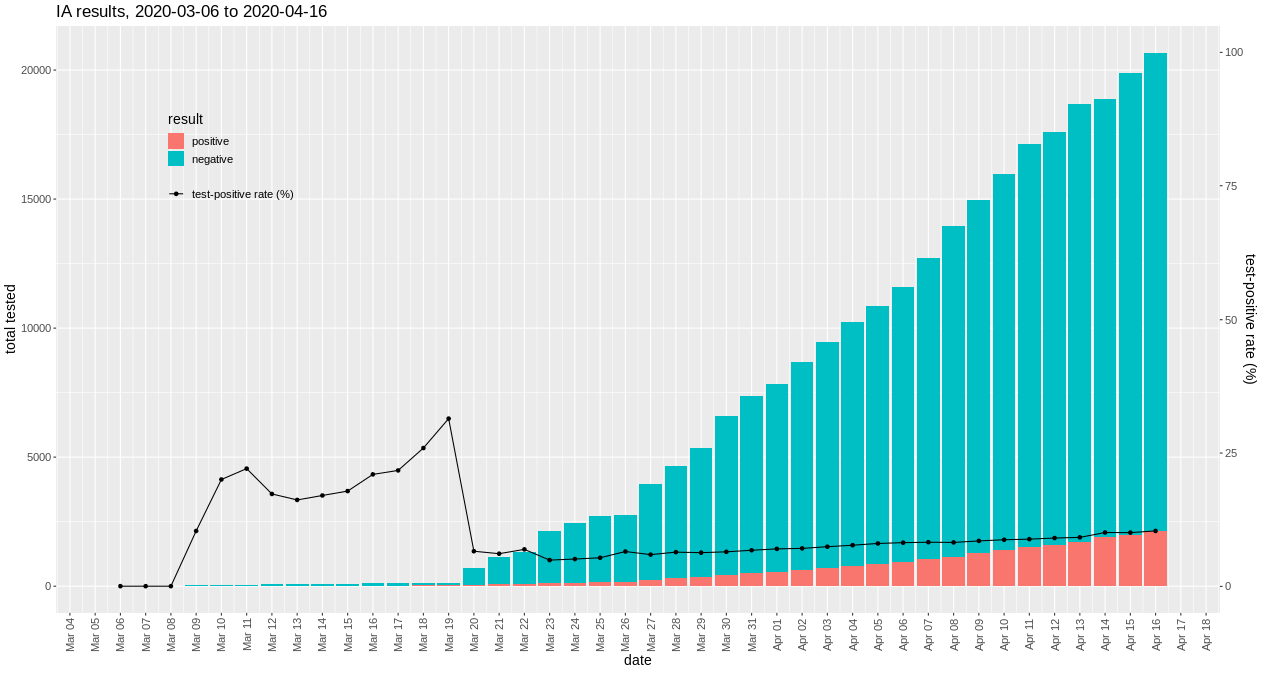 IA results, 2020-03-06 to 2020-04-16
total tested
20000
15000
10000
5000
0
result
positive
negative
test-positive rate (%)
100
75
50
25
0
test-positive rate (%)
Mar 04
Mar 05
Mar 06
Mar 07
Mar 08
Mar 09
Mar 10
Mar 11
Mar 12
Mar 13
Mar 14
Mar 15
Mar 16
Mar 17
Mar 18
Mar 19
Mar 20
Mar 21
Mar 22
Mar 23
Mar 24
Mar 25
Mar 26
Mar 27
Mar 28
Mar 29
Mar 30
Mar 31
Apr 01
Apr 02
Apr 03
Apr 04
Apr 05
Apr 06
Apr 07
Apr 08
Apr 09
Apr 10
Apr 11
Apr 12
Apr 13
Apr 14
Apr 15
Apr 16
Apr 17
Apr 18
date